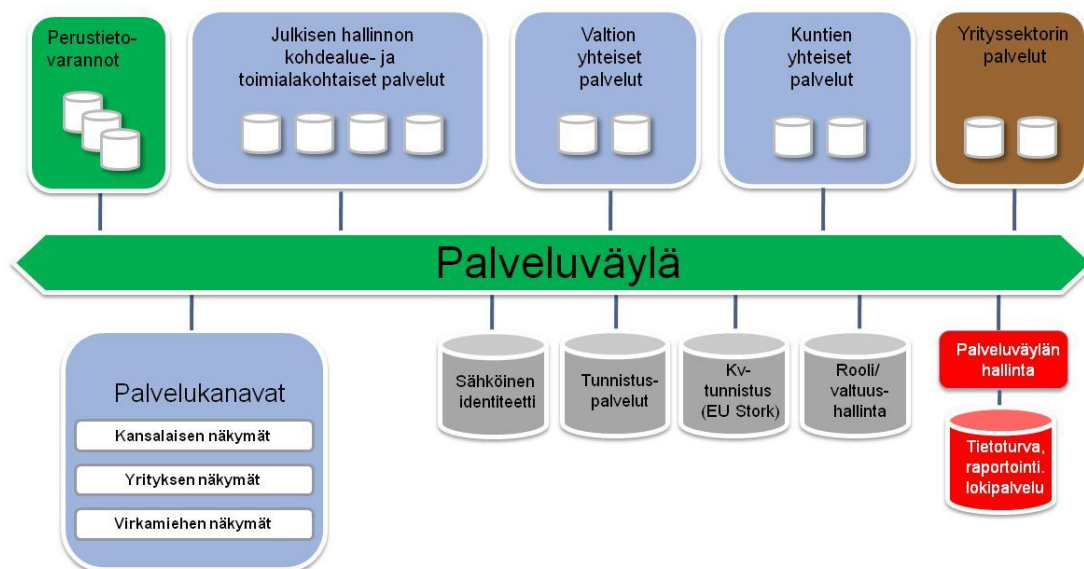 Perustieto-
varannot
Julkisen hallinnon
kohdealue- ja
toimialakohtaiset palvelut
Valtion
yhteiset
palvelut
Kuntien
yhteiset
palvelut
Yrityssektorin
palvelut
Palveluväylä
Palvelukanavat
Kansalaisen näkymät
Yrityksen näkymät
Virkamiehen näkymät
Sähköinen
identiteetti
Tunnistus-
palvelut
Kv-
tunnistus
(EU Stork)
Rooli/
valtuus-
hallinta
Palveluväylän
hallinta
Tietoturva,
raportointi.
lokipalvelu